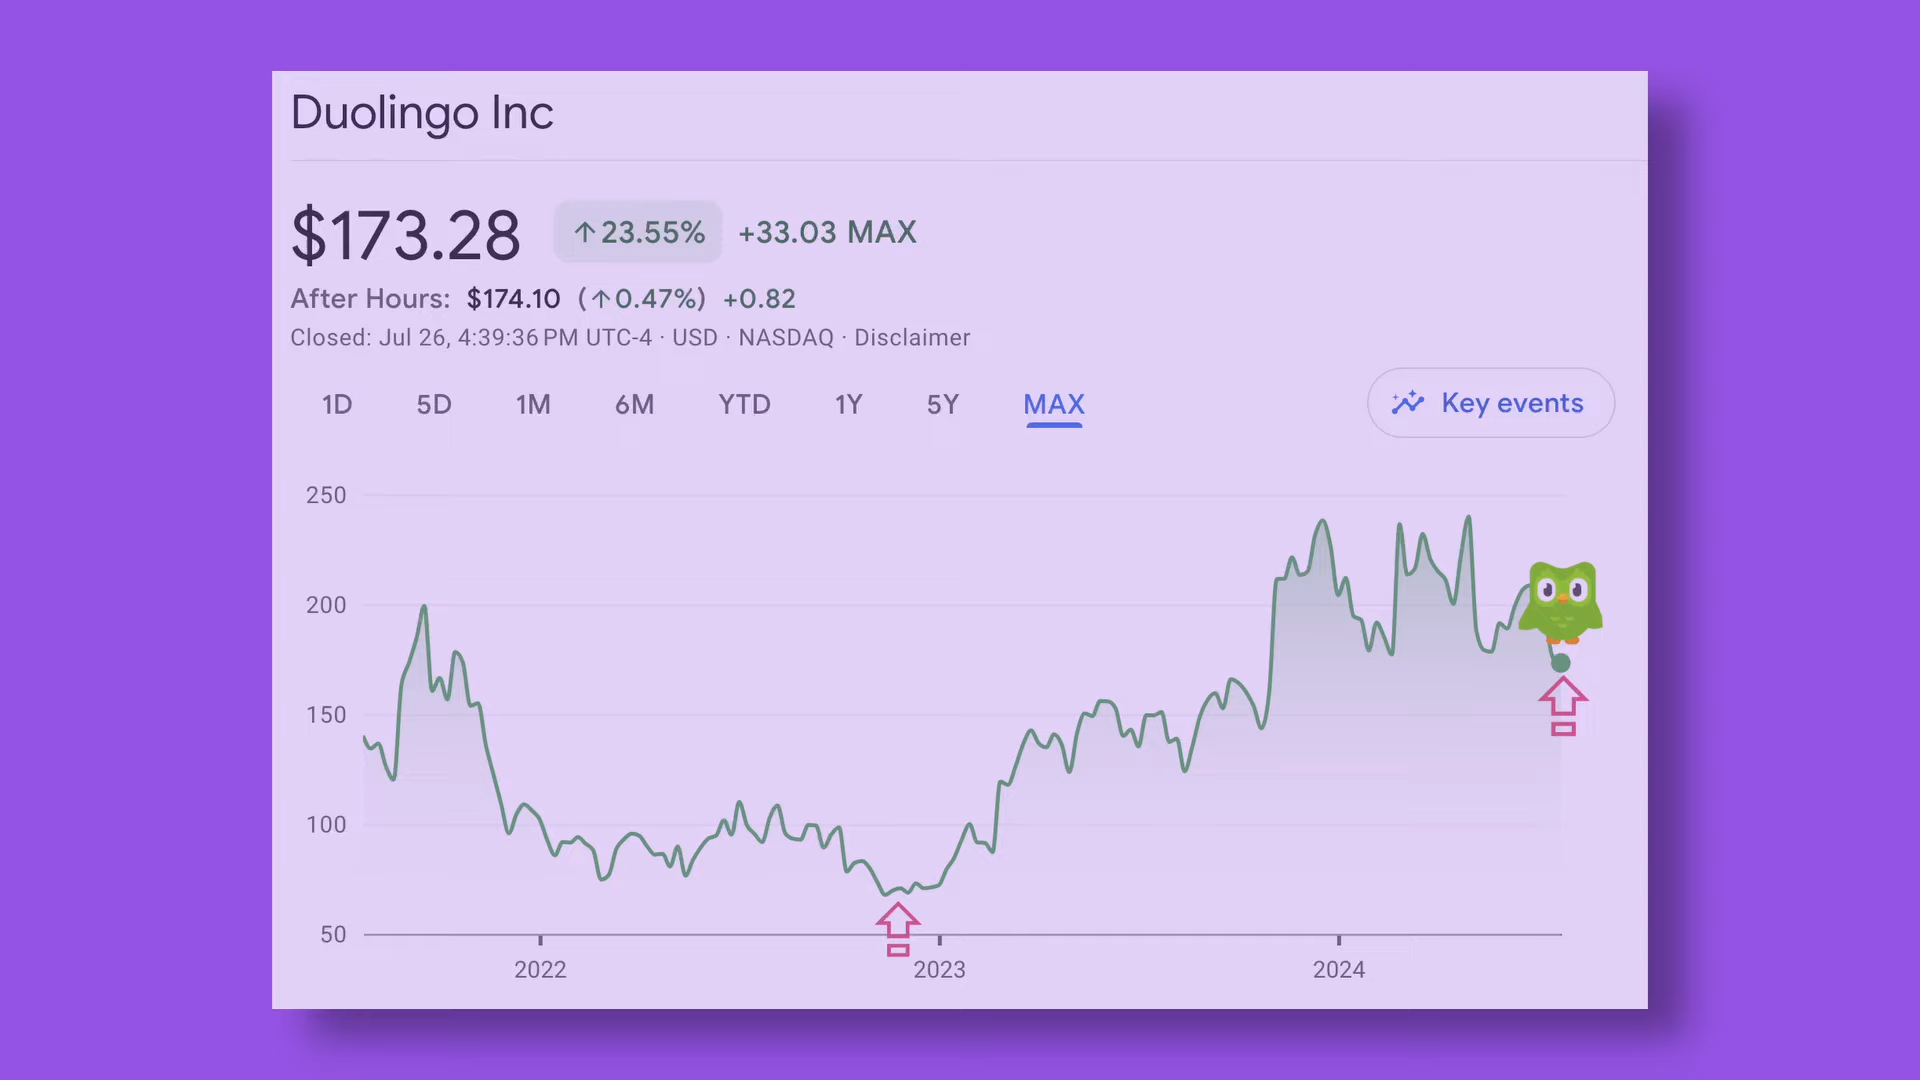 Duolingo Inc
$173.28 ↑23.55% +33.03 MAX
After Hours: $174.10 (↑0.47%) +0.82
Closed: Jul 26, 4:39:36 PM UTC-4 · USD · NASDAQ · Disclaimer
1D 5D 1M 6M YTD 1Y 5Y MAX Key events
250
200
150
100
50
2022 2023 2024